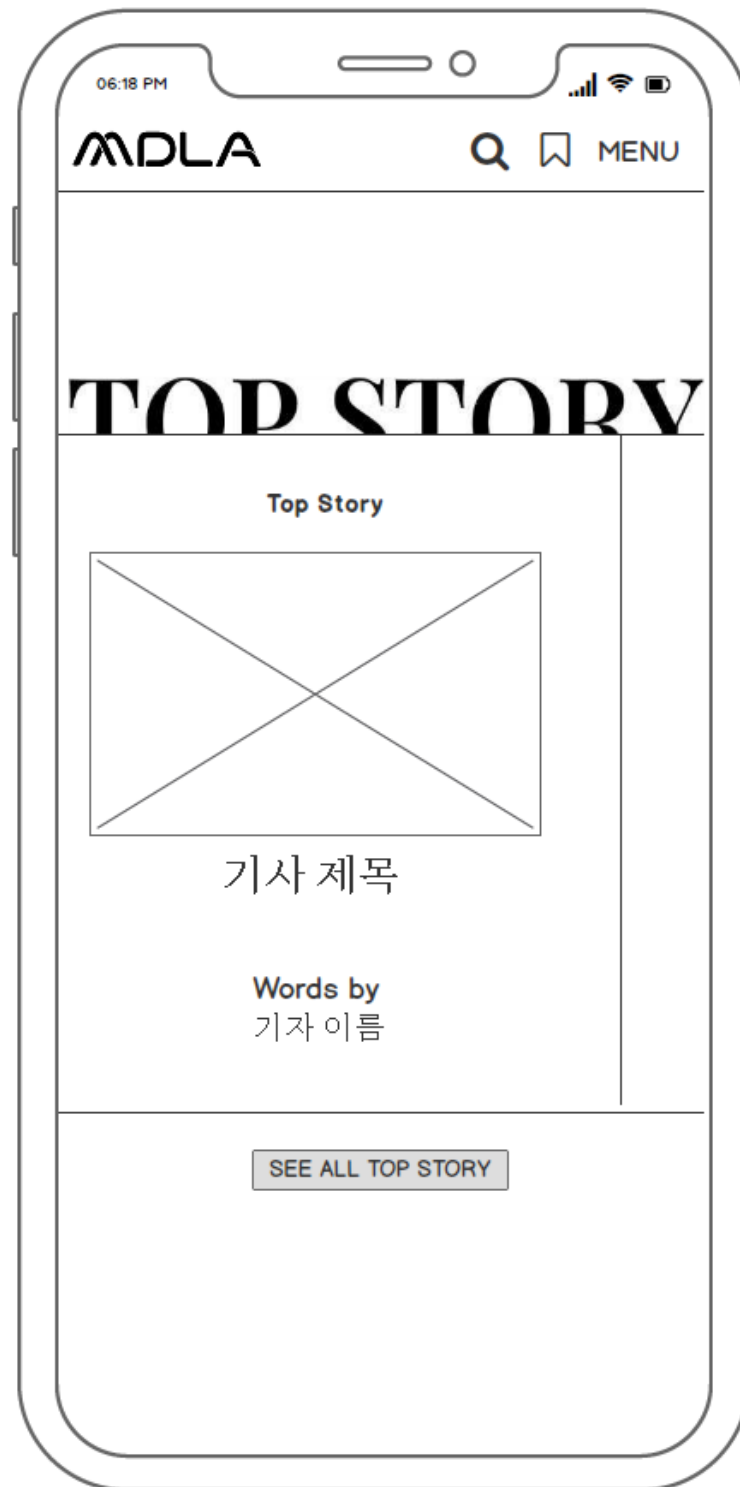 06:18 PM
MDLA
MENU
TOP STORY
Top Story
기사 제목
Words by
기자 이름
SEE ALL TOP STORY